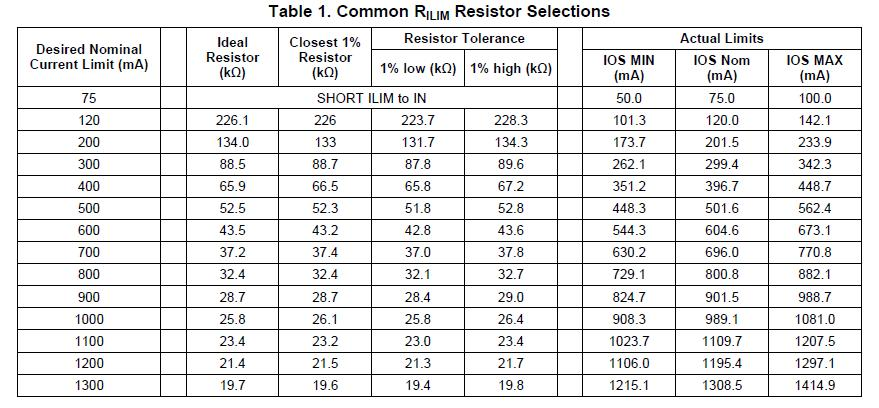 Table 1. Common RILIM Resistor Selections
Desired Nominal Current Limit (mA) Ideal Resistor (kΩ) Closest 1% Resistor (kΩ) Resistor Tolerance Actual Limits
1% low (kΩ) 1% high (kΩ) IOS MIN (mA) IOS Nom (mA) IOS MAX (mA)
75 SHORT ILIM to IN 50.0 75.0 100.0
120 226.1 226 223.7 228.3 101.3 120.0 142.1
200 134.0 133 131.7 134.3 173.7 201.5 233.9
300 88.5 88.7 87.8 89.6 262.1 299.4 342.3
400 65.9 66.5 65.8 67.2 351.2 396.7 448.7
500 52.5 52.3 51.8 52.8 448.3 501.6 562.4
600 43.5 43.2 42.8 43.6 544.3 604.6 673.1
700 37.2 37.4 37.0 37.8 630.2 696.0 770.8
800 32.4 32.4 32.1 32.7 729.1 800.8 882.1
900 28.7 28.7 28.4 29.0 824.7 901.5 988.7
1000 25.8 26.1 25.8 26.4 908.3 989.1 1081.0
1100 23.4 23.2 23.0 23.4 1023.7 1109.7 1207.5
1200 21.4 21.5 21.3 21.7 1106.0 1195.4 1297.1
1300 19.7 19.6 19.4 19.8 1215.1 1308.5 1414.9